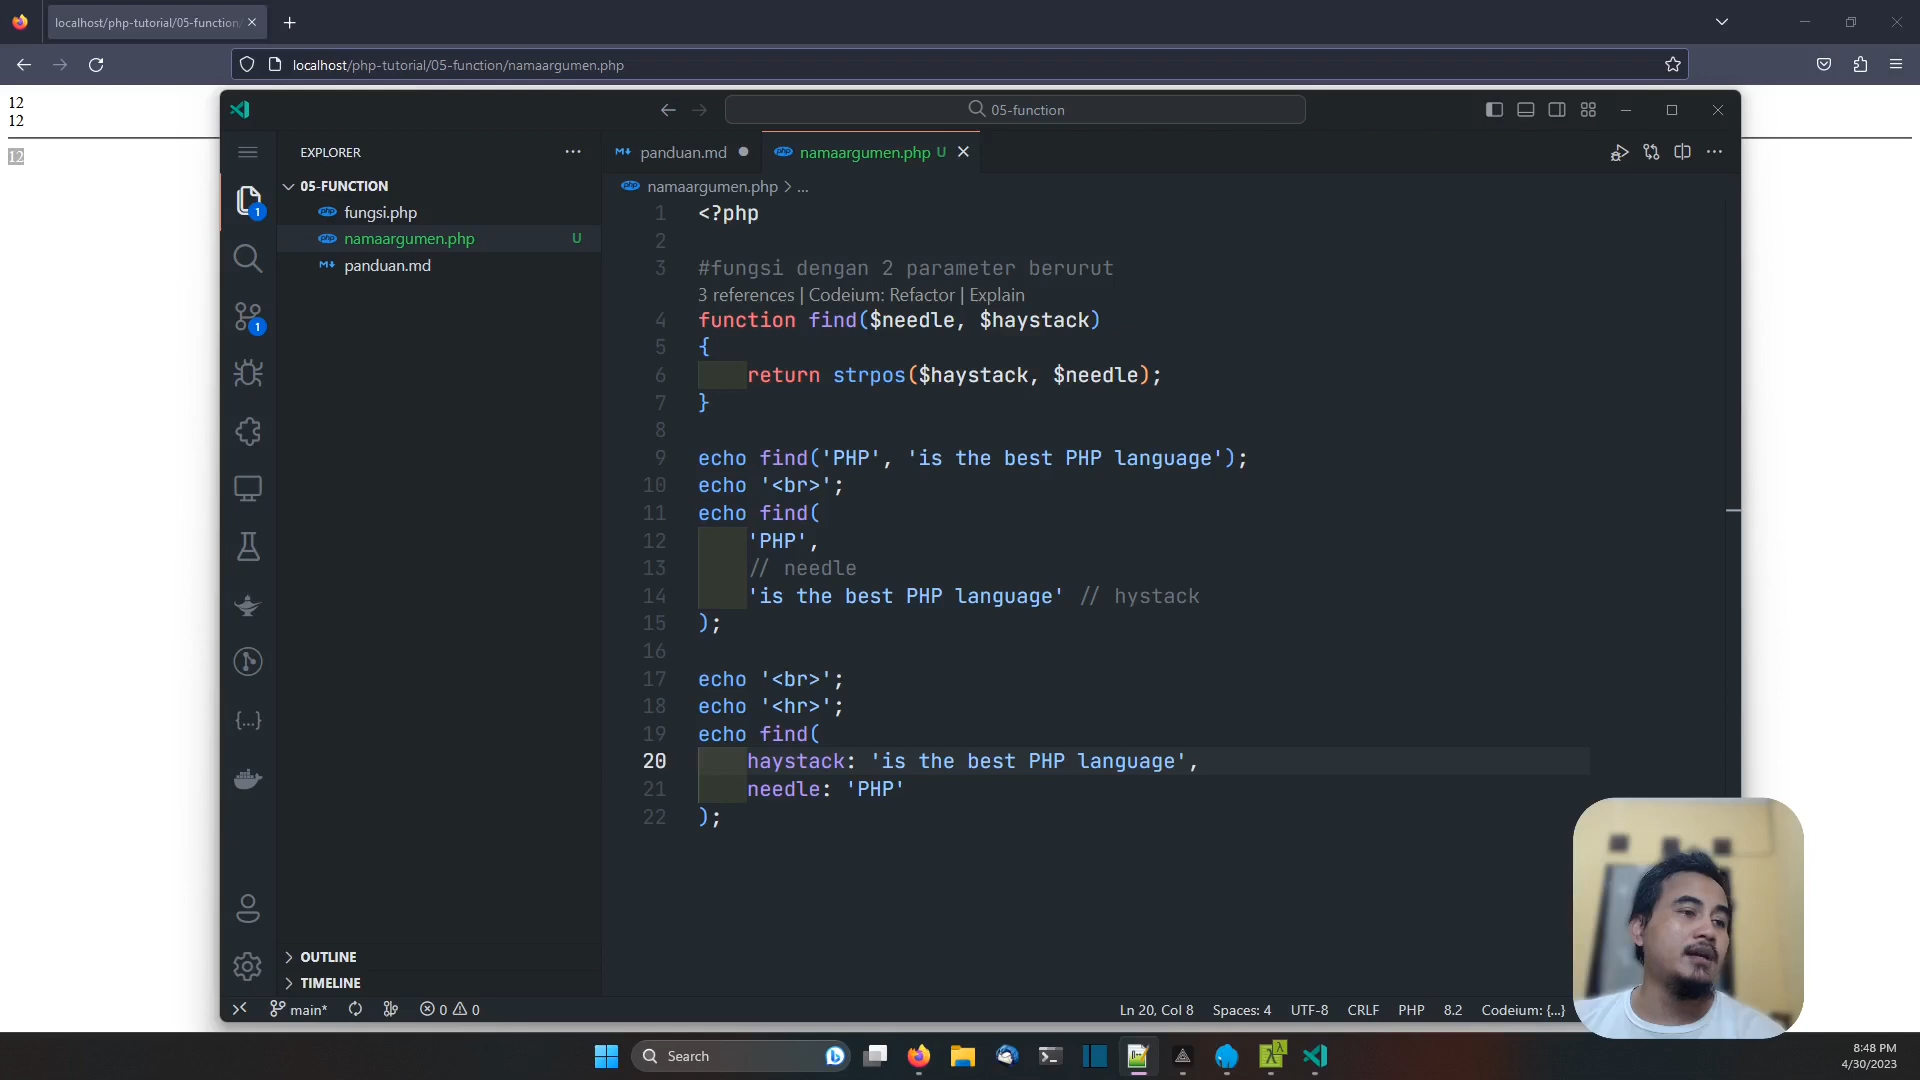 localhost/php-tutorial/05-function/
localhost/php-tutorial/05-function/namaargumen.php
12
12
12
05-function
EXPLORER
05-FUNCTION
fungsi.php
namaargumen.php U
panduan.md
OUTLINE
TIMELINE
panduan.md
namaargumen.php U
namaargumen.php > ...
1 <?php
2
3 #fungsi dengan 2 parameter berurut
3 references | Codeium: Refactor | Explain
4 function find($needle, $haystack)
5 {
6 return strpos($haystack, $needle);
7 }
8
9 echo find('PHP', 'is the best PHP language');
10 echo '<br>';
11 echo find(
12 'PHP',
13 // needle
14 'is the best PHP language' // hystack
15 );
16
17 echo '<br>';
18 echo '<hr>';
19 echo find(
20 haystack: 'is the best PHP language',
21 needle: 'PHP'
22 );
1
1
main* 0 0 Ln 20, Col 8 Spaces: 4 UTF-8 CRLF PHP 8.2 Codeium: {...}
Search
8:48 PM
4/30/2023